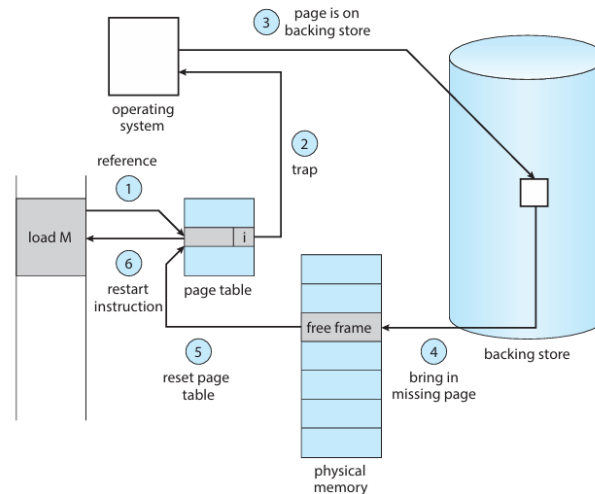 3
page is on
backing store
operating
system
2
trap
reference
1
load M
i
6
restart
instruction
page table
free frame
5
reset page
table
4
bring in
missing page
backing store
physical
memory